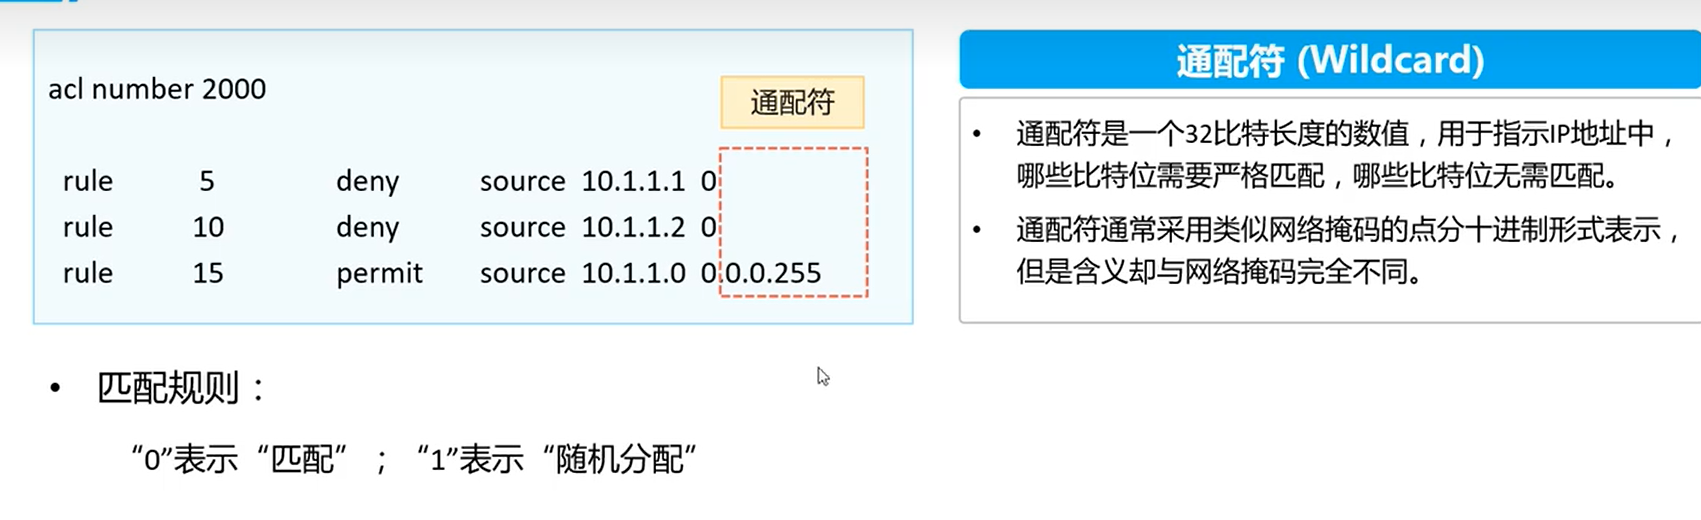 acl number 2000
通配符
rule 5 deny source 10.1.1.1 0
rule 10 deny source 10.1.1.2 0
rule 15 permit source 10.1.1.0 0.0.0.255
通配符 (Wildcard)
• 通配符是一个32比特长度的数值，用于指示IP地址中，
哪些比特位需要严格匹配，哪些比特位无需匹配。
• 通配符通常采用类似网络掩码的点分十进制形式表示，
但是含义却与网络掩码完全不同。
• 匹配规则：
“0”表示“匹配”；“1”表示“随机分配”